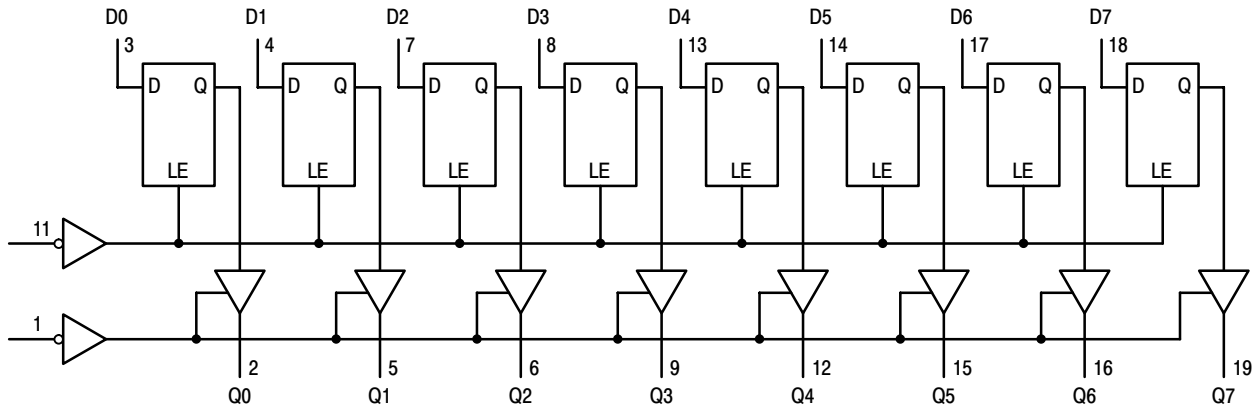 D0 D1 D2 D3 D4 D5 D6 D7
3 4 7 8 13 14 17 18
D Q D Q D Q D Q D Q D Q D Q D Q
LE LE LE LE LE LE LE LE
11
1
2 5 6 9 12 15 16 19
Q0 Q1 Q2 Q3 Q4 Q5 Q6 Q7